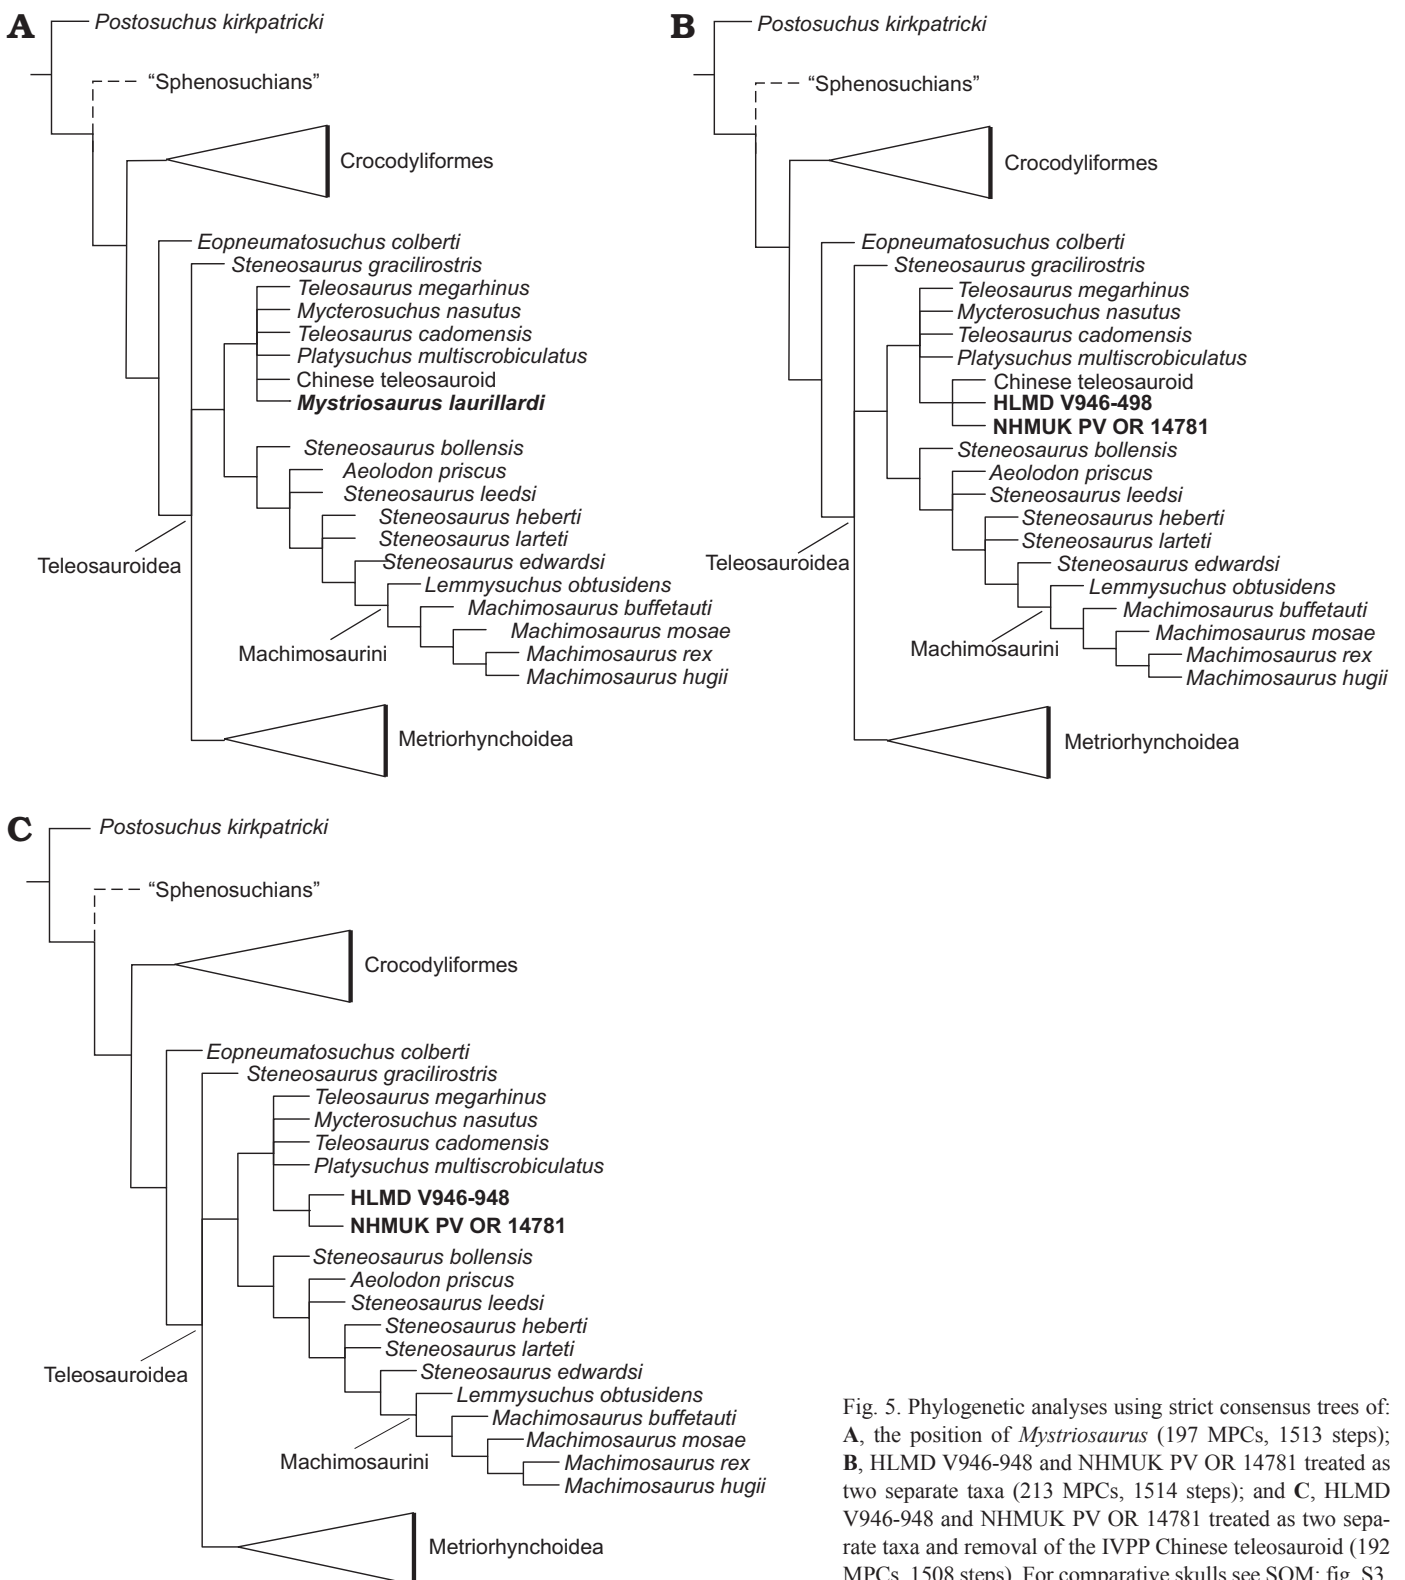 A
Postosuchus kirkpatricki
“Sphenosuchians”
Crocodyliformes
Eopneumatosuchus colberti
Steneosaurus gracilirostris
Teleosaurus megarhinus
Mycterosuchus nasutus
Teleosaurus cadomensis
Platysuchus multiscrobiculatus
Chinese teleosauroid
Mystriosaurus laurillardi
Steneosaurus bollensis
Aeolodon priscus
Steneosaurus leedsi
Steneosaurus heberti
Steneosaurus larteti
Teleosauroidea
Steneosaurus edwardsi
Lemmysuchus obtusidens
Machimosaurus buffetauti
Machimosaurus mosae
Machimosaurini
Machimosaurus rex
Machimosaurus hugii
Metriorhynchoidea
B
Postosuchus kirkpatricki
“Sphenosuchians”
Crocodyliformes
Eopneumatosuchus colberti
Steneosaurus gracilirostris
Teleosaurus megarhinus
Mycterosuchus nasutus
Teleosaurus cadomensis
Platysuchus multiscrobiculatus
Chinese teleosauroid
HLMD V946-498
NHMUK PV OR 14781
Steneosaurus bollensis
Aeolodon priscus
Steneosaurus leedsi
Steneosaurus heberti
Steneosaurus larteti
Teleosauroidea
Steneosaurus edwardsi
Lemmysuchus obtusidens
Machimosaurus buffetauti
Machimosaurus mosae
Machimosaurini
Machimosaurus rex
Machimosaurus hugii
Metriorhynchoidea
C
Postosuchus kirkpatricki
“Sphenosuchians”
Crocodyliformes
Eopneumatosuchus colberti
Steneosaurus gracilirostris
Teleosaurus megarhinus
Mycterosuchus nasutus
Teleosaurus cadomensis
Platysuchus multiscrobiculatus
HLMD V946-948
NHMUK PV OR 14781
Steneosaurus bollensis
Aeolodon priscus
Steneosaurus leedsi
Steneosaurus heberti
Steneosaurus larteti
Teleosauroidea
Steneosaurus edwardsi
Lemmysuchus obtusidens
Machimosaurus buffetauti
Machimosaurus mosae
Machimosaurini
Machimosaurus rex
Machimosaurus hugii
Metriorhynchoidea
Fig. 5. Phylogenetic analyses using strict consensus trees of:
A, the position of Mystriosaurus (197 MPCs, 1513 steps);
B, HLMD V946-948 and NHMUK PV OR 14781 treated as
two separate taxa (213 MPCs, 1514 steps); and C, HLMD
V946-948 and NHMUK PV OR 14781 treated as two sepa-
rate taxa and removal of the IVPP Chinese teleosauroid (192
MPCs, 1508 steps). For comparative skulls see SOM: fig. S3.